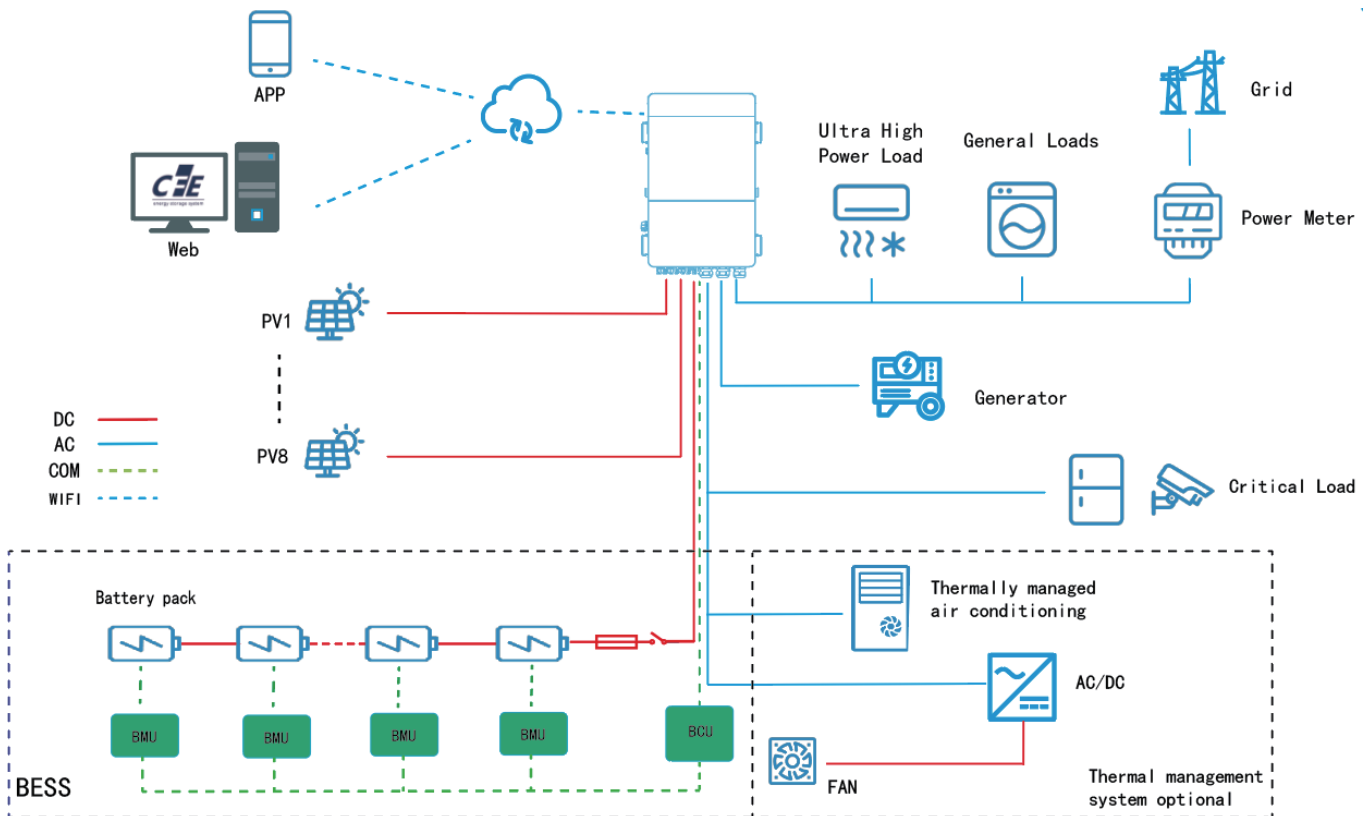 APP
Web
CEE
energy storage system
Ultra High
Power Load
General Loads
Grid
Power Meter
PV1
PV8
DC
AC
COM
WIFI
Generator
Critical Load
Battery pack
BMU
BMU
BMU
BMU
BCU
BESS
Thermally managed
air conditioning
AC/DC
FAN
Thermal management
system optional